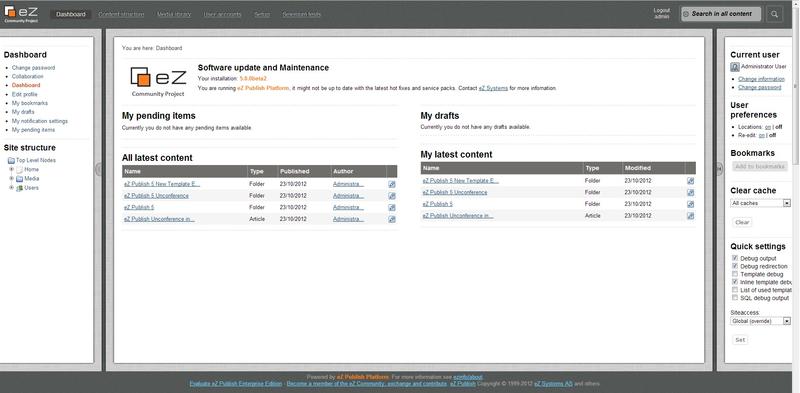 eZ
Community Project
Dashboard
Content structure
Media library
User accounts
Setup
Selenium tests
Logout
admin
Search in all content
Dashboard
Change password
Collaboration
Dashboard
Edit profile
My bookmarks
My drafts
My notification settings
My pending items
Site structure
Top Level Nodes
Home
Media
Users
You are here: Dashboard
eZ
Community Project
Software update and Maintenance
Your installation: 5.0.0beta2
You are running eZ Publish Platform, it might not be up to date with the latest hot fixes and service packs. Contact eZ Systems for more infomation.
My pending items
Currently you do not have any pending items available.
All latest content
Name Type Published Author
eZ Publish 5 New Template E... Folder 23/10/2012 Administra...
eZ Publish 5 Unconference Folder 23/10/2012 Administra...
eZ Publish 5 Folder 23/10/2012 Administra...
eZ Publish Unconference in... Article 23/10/2012 Administra...
My drafts
Currently you do not have any drafts available.
My latest content
Name Type Modified
eZ Publish 5 New Template E... Folder 23/10/2012
eZ Publish 5 Unconference Folder 23/10/2012
eZ Publish 5 Folder 23/10/2012
eZ Publish Unconference in... Article 23/10/2012
Current user
Administrator User
Change information
Change password
User
preferences
Locations: on | off
Re-edit: on | off
Bookmarks
Add to bookmarks
Clear cache
All caches
Clear
Quick settings
Debug output
Debug redirection
Template debug
Inline template debu
List of used templat
SQL debug output
Siteaccess:
Global (override)
Set
Powered by eZ Publish Platform. For more information see ezinfo/about.
Evaluate eZ Publish Enterprise Edition - Become a member of the eZ Community, exchange and contribute. eZ Publish Copyright © 1999-2012 eZ Systems AS and others.